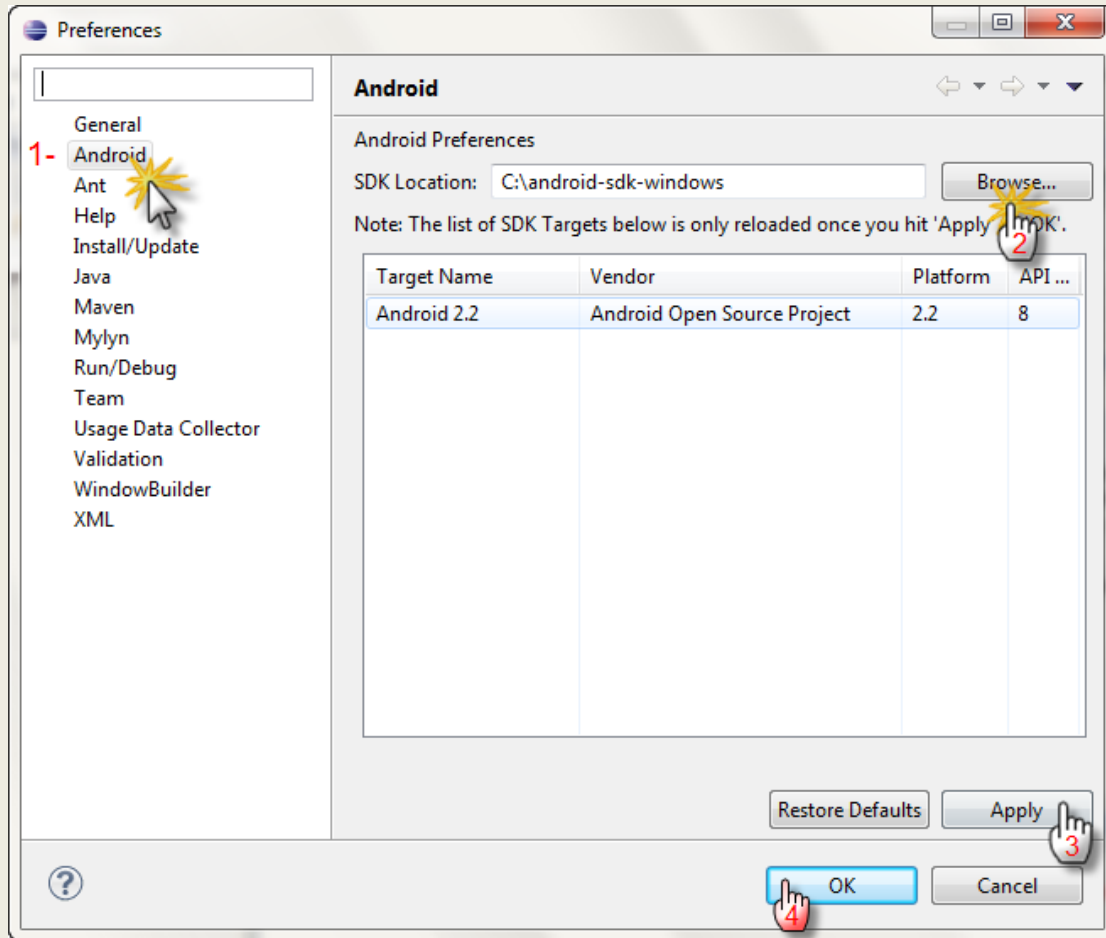 Preferences
General
1- Android
Ant
Help
Install/Update
Java
Maven
Mylyn
Run/Debug
Team
Usage Data Collector
Validation
WindowBuilder
XML
Android
Android Preferences
SDK Location: C:\android-sdk-windows Browse...
2
Note: The list of SDK Targets below is only reloaded once you hit 'Apply' OK'.
Target Name Vendor Platform API ...
Android 2.2 Android Open Source Project 2.2 8
Restore Defaults Apply
3
OK Cancel
4